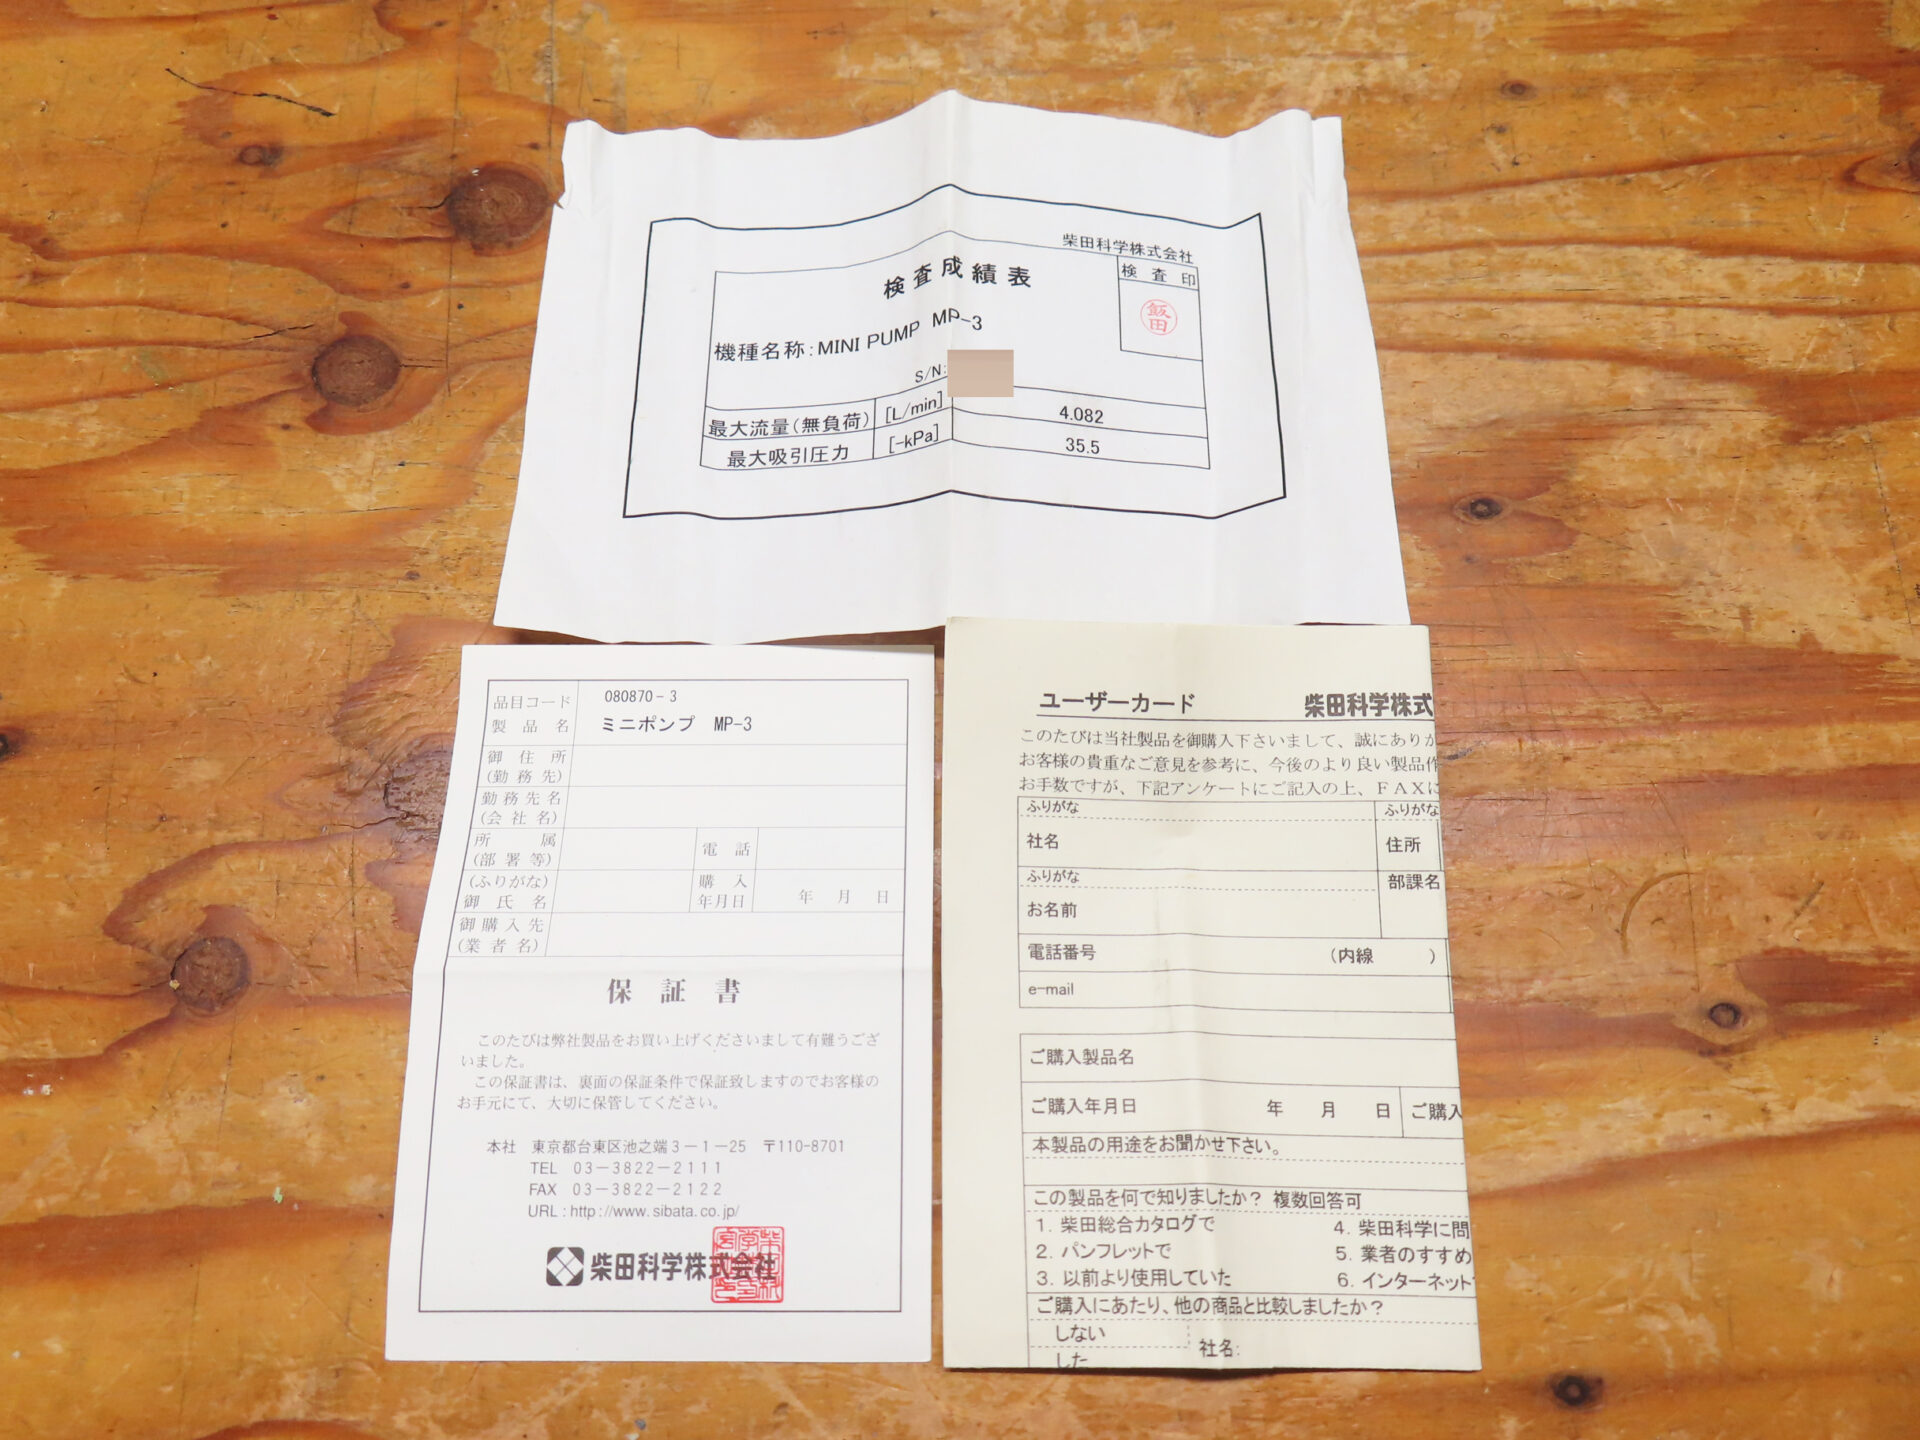 柴田科学株式会社
検査成績表
検査印
飯田
機種名称:MINI PUMP MP-3
S/N:
最大流量(無負荷) [L/min] 4.082
最大吸引圧力 [-kPa] 35.5
品目コード 080870-3
製品名 ミニポンプ MP-3
御住所
(勤務先)
勤務先名
(会社名)
所属
(部署等)
電話
(ふりがな)
御氏名
購入
年月日
年 月 日
御購入先
(業者名)
保証書
このたびは弊社製品をお買い上げくださいまして有難うござ
いました。
この保証書は、裏面の保証条件で保証致しますのでお客様の
お手元にて、大切に保管してください。
本社 東京都台東区池之端3-1-25 〒110-8701
TEL 03-3822-2111
FAX 03-3822-2122
URL:http://www.sibata.co.jp/
柴田科学株式会社
ユーザーカード 柴田科学株式
このたびは当社製品を御購入下さいまして、誠にありが
お客様の貴重なご意見を参考に、今後のより良い製品作
お手数ですが、下記アンケートにご記入の上、FAXに
ふりがな ふりがな
社名 住所
ふりがな 部課名
お名前
電話番号 (内線 )
e-mail
ご購入製品名
ご購入年月日 年 月 日 ご購入
本製品の用途をお聞かせ下さい。
この製品を何で知りましたか? 複数回答可
1. 柴田総合カタログで 4. 柴田科学に問
2. パンフレットで 5. 業者のすすめ
3. 以前より使用していた 6. インターネット
ご購入にあたり、他の商品と比較しましたか?
しない
した 社名: